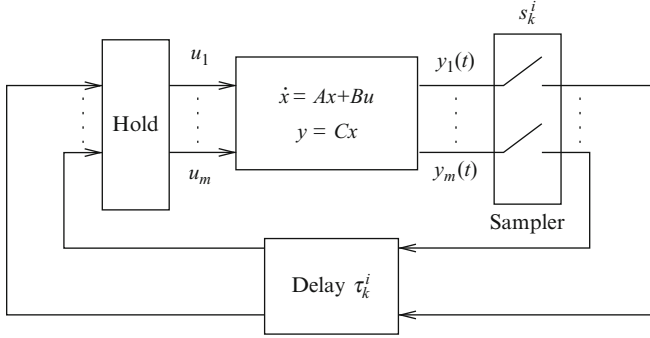 s_k^i
u_1
y_1(t)
ẋ = Ax+Bu
Hold
y = Cx
u_m
y_m(t)
Sampler
Delay τ_k^i